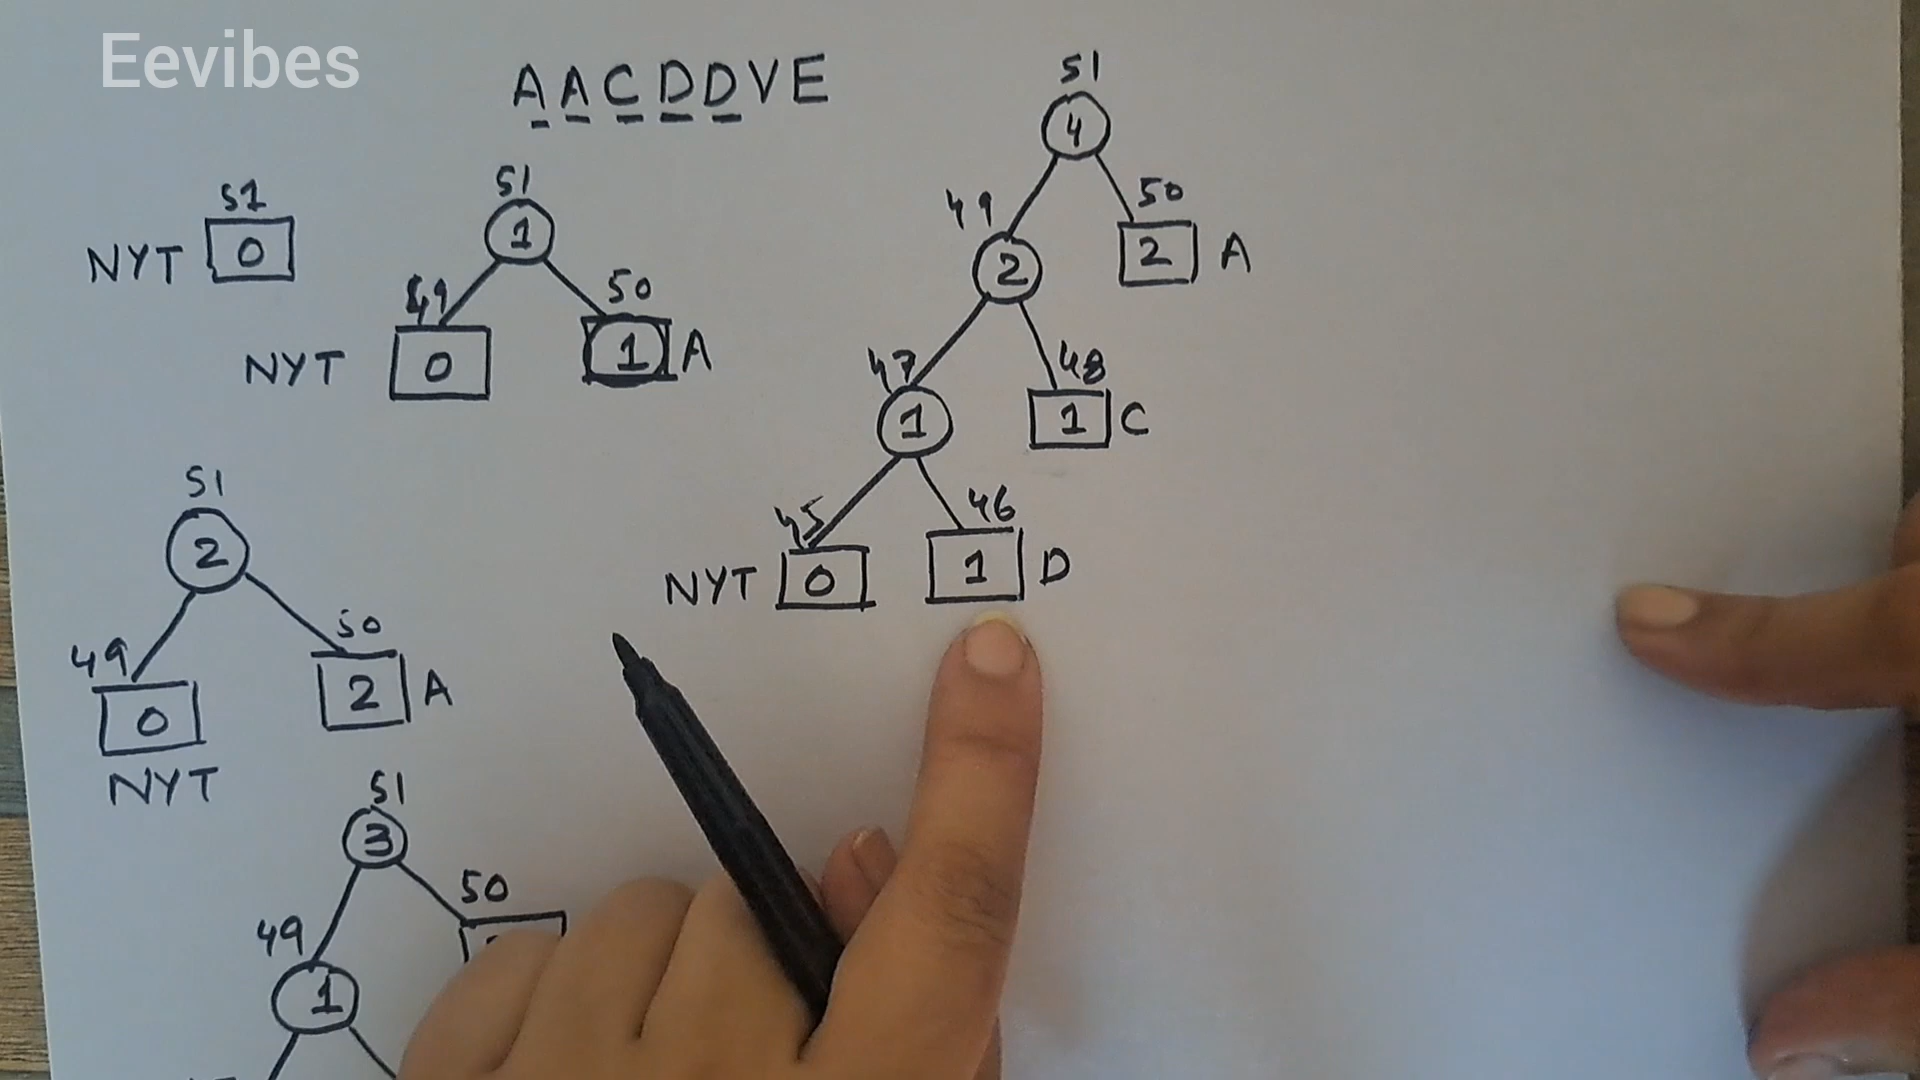 Eevibes
A A C D D V E
51
NYT 0
51
1
49 50
NYT 0 1 A
51
2
49 50
0 2 A
NYT
51
3
49 50
1
51
4
49 50
2 2 A
47 48
1 1 C
45 46
NYT 0 1 D